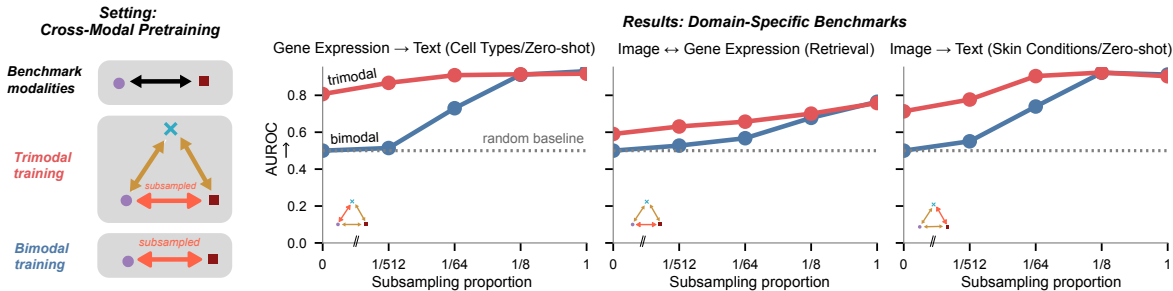 Setting:
Cross-Modal Pretraining
Benchmark
modalities
Trimodal
training
subsampled
Bimodal
training
subsampled
Results: Domain-Specific Benchmarks
Gene Expression → Text (Cell Types/Zero-shot)
AUROC →
0.8
0.6
0.4
0.2
0.0
trimodal
bimodal
random baseline
0
//
1/512
1/64
1/8
1
Subsampling proportion
Image ↔ Gene Expression (Retrieval)
0
//
1/512
1/64
1/8
1
Subsampling proportion
Image → Text (Skin Conditions/Zero-shot)
0
//
1/512
1/64
1/8
1
Subsampling proportion